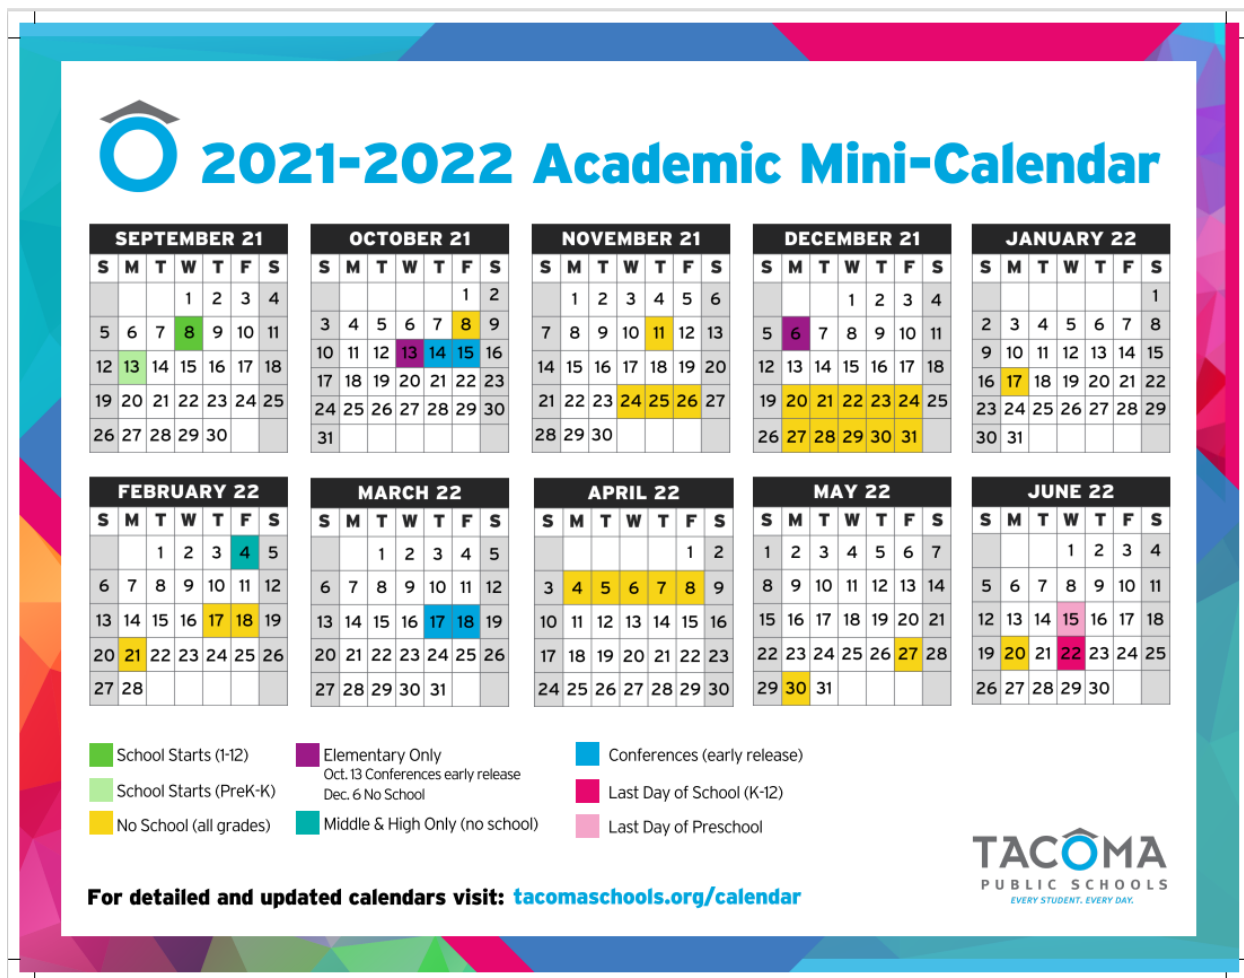 2021-2022 Academic Mini-Calendar
SEPTEMBER 21
S M T W T F S
1 2 3 4
5 6 7 8 9 10 11
12 13 14 15 16 17 18
19 20 21 22 23 24 25
26 27 28 29 30
OCTOBER 21
S M T W T F S
1 2
3 4 5 6 7 8 9
10 11 12 13 14 15 16
17 18 19 20 21 22 23
24 25 26 27 28 29 30
31
NOVEMBER 21
S M T W T F S
1 2 3 4 5 6
7 8 9 10 11 12 13
14 15 16 17 18 19 20
21 22 23 24 25 26 27
28 29 30
DECEMBER 21
S M T W T F S
1 2 3 4
5 6 7 8 9 10 11
12 13 14 15 16 17 18
19 20 21 22 23 24 25
26 27 28 29 30 31
JANUARY 22
S M T W T F S
1
2 3 4 5 6 7 8
9 10 11 12 13 14 15
16 17 18 19 20 21 22
23 24 25 26 27 28 29
30 31
FEBRUARY 22
S M T W T F S
1 2 3 4 5
6 7 8 9 10 11 12
13 14 15 16 17 18 19
20 21 22 23 24 25 26
27 28
MARCH 22
S M T W T F S
1 2 3 4 5
6 7 8 9 10 11 12
13 14 15 16 17 18 19
20 21 22 23 24 25 26
27 28 29 30 31
APRIL 22
S M T W T F S
1 2
3 4 5 6 7 8 9
10 11 12 13 14 15 16
17 18 19 20 21 22 23
24 25 26 27 28 29 30
MAY 22
S M T W T F S
1 2 3 4 5 6 7
8 9 10 11 12 13 14
15 16 17 18 19 20 21
22 23 24 25 26 27 28
29 30 31
JUNE 22
S M T W T F S
1 2 3 4
5 6 7 8 9 10 11
12 13 14 15 16 17 18
19 20 21 22 23 24 25
26 27 28 29 30
School Starts (1-12)
School Starts (PreK-K)
No School (all grades)
Elementary Only
Oct. 13 Conferences early release
Dec. 6 No School
Middle & High Only (no school)
Conferences (early release)
Last Day of School (K-12)
Last Day of Preschool
For detailed and updated calendars visit: tacomaschools.org/calendar
TACOMA
PUBLIC SCHOOLS
EVERY STUDENT. EVERY DAY.